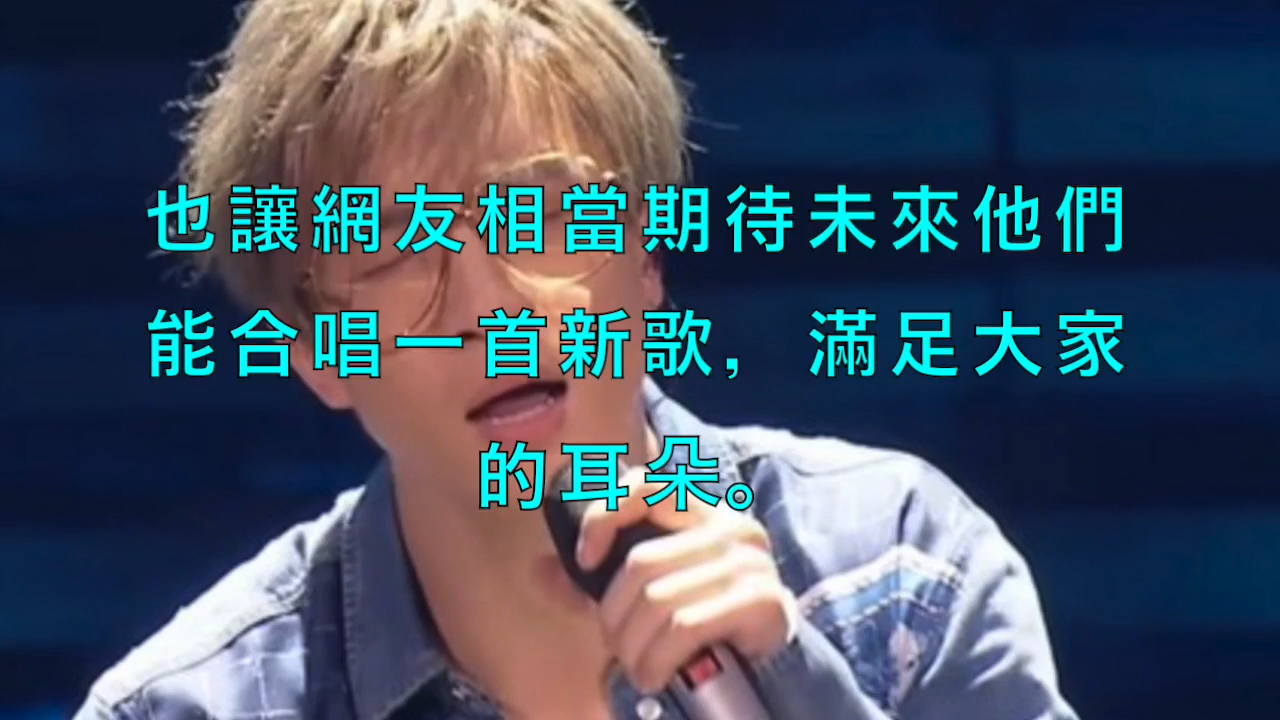 也讓網友相當期待未來他們
能合唱一首新歌，滿足大家
的耳朵。